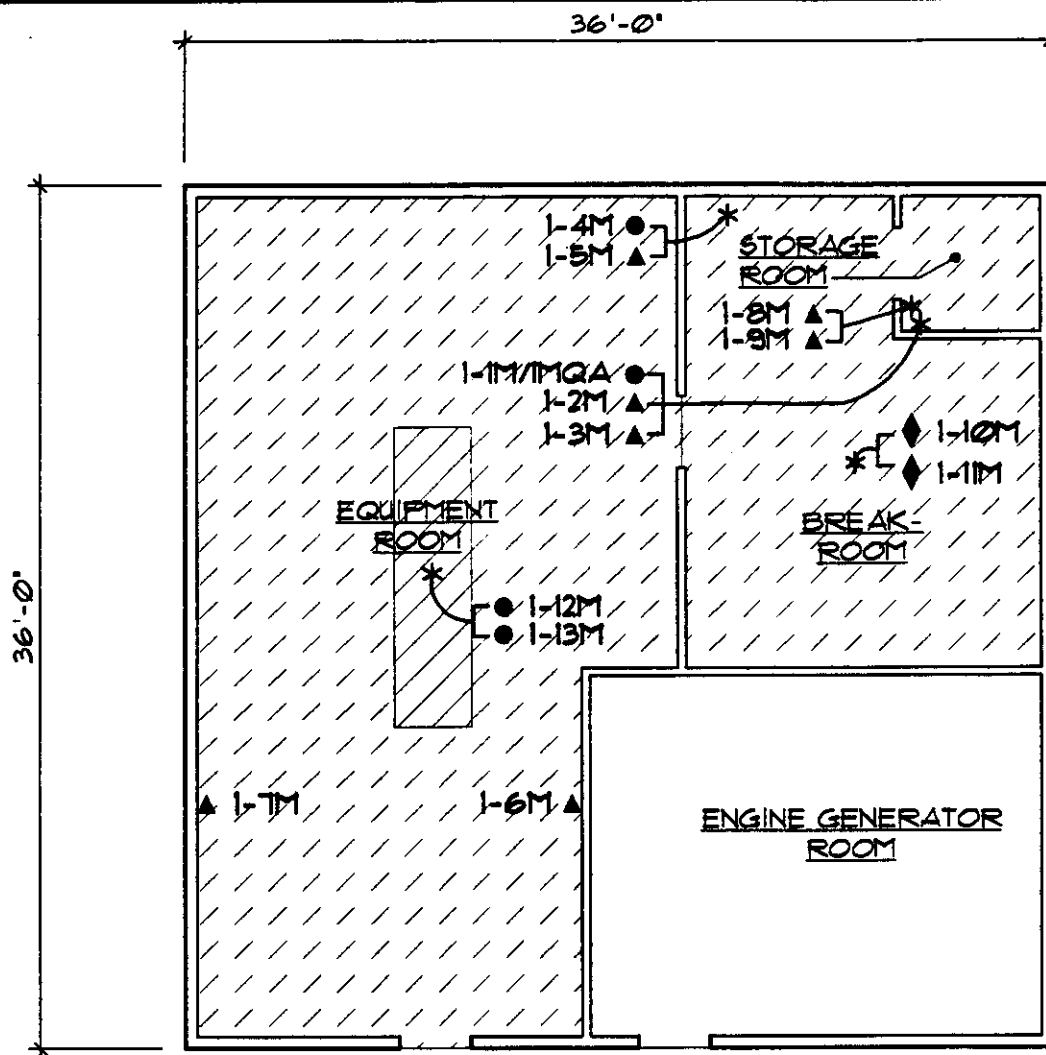 36'-0"
1-4M
1-5M
STORAGE
ROOM
1-8M
1-9M
1-1M/1MQA
1-2M
1-3M
1-10M
1-11M
EQUIPMENT
ROOM
BREAK-
ROOM
1-12M
1-13M
36'-0"
1-7M
1-6M
ENGINE GENERATOR
ROOM